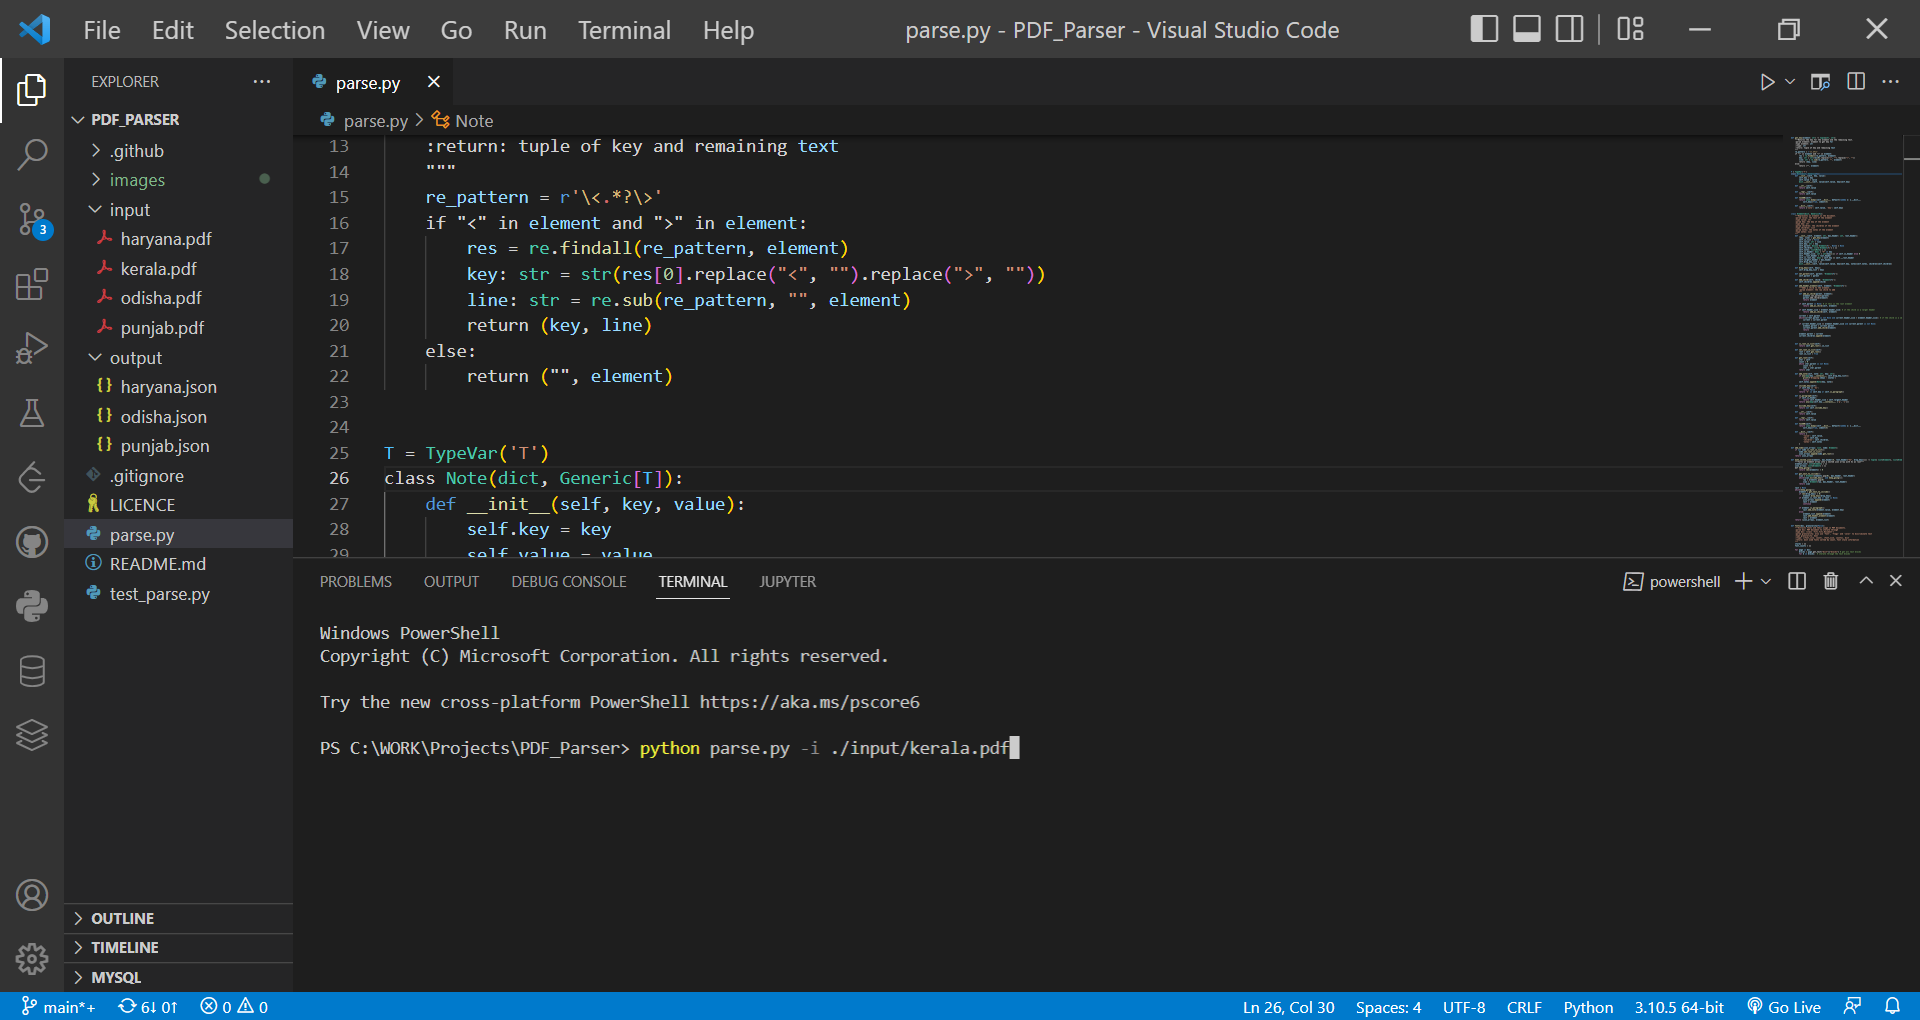 File Edit Selection View Go Run Terminal Help parse.py - PDF_Parser - Visual Studio Code
EXPLORER
PDF_PARSER
.github
images
input
haryana.pdf
kerala.pdf
odisha.pdf
punjab.pdf
output
haryana.json
odisha.json
punjab.json
.gitignore
LICENCE
parse.py
README.md
test_parse.py
OUTLINE
TIMELINE
MYSQL
3
parse.py
parse.py > Note
13 :return: tuple of key and remaining text
14 """
15 re_pattern = r'\<.*?\>'
16 if "<" in element and ">" in element:
17 res = re.findall(re_pattern, element)
18 key: str = str(res[0].replace("<", "").replace(">", ""))
19 line: str = re.sub(re_pattern, "", element)
20 return (key, line)
21 else:
22 return ("", element)
23
24
25 T = TypeVar('T')
26 class Note(dict, Generic[T]):
27 def __init__(self, key, value):
28 self.key = key
29 self.value = value
PROBLEMS OUTPUT DEBUG CONSOLE TERMINAL JUPYTER powershell
Windows PowerShell
Copyright (C) Microsoft Corporation. All rights reserved.
Try the new cross-platform PowerShell https://aka.ms/pscore6
PS C:\WORK\Projects\PDF_Parser> python parse.py -i ./input/kerala.pdf
main*+ 6↓ 0↑ 0 0 Ln 26, Col 30 Spaces: 4 UTF-8 CRLF Python 3.10.5 64-bit Go Live